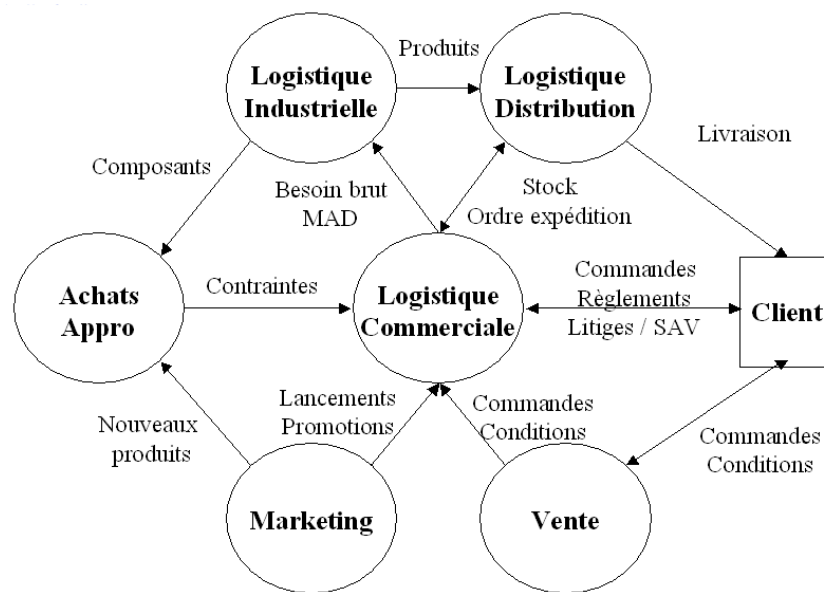 Produits
Logistique
Industrielle
Logistique
Distribution
Livraison
Composants
Besoin brut
MAD
Stock
Ordre expédition
Achats
Appro
Contraintes
Logistique
Commerciale
Commandes
Règlements
Litiges / SAV
Client
Nouveaux
produits
Lancements
Promotions
Commandes
Conditions
Commandes
Conditions
Marketing
Vente